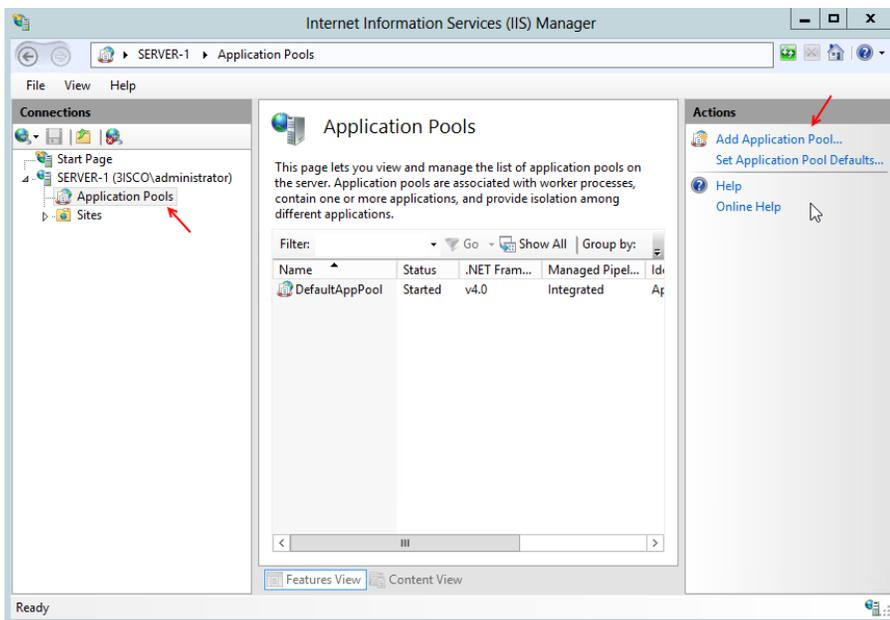 Internet Information Services (IIS) Manager
SERVER-1 Application Pools
File View Help
Connections
Start Page
SERVER-1 (3ISCO\administrator)
Application Pools
Sites
Application Pools
This page lets you view and manage the list of application pools on
the server. Application pools are associated with worker processes,
contain one or more applications, and provide isolation among
different applications.
Filter: Go Show All Group by:
Name Status .NET Fram... Managed Pipel... Ide
DefaultAppPool Started v4.0 Integrated Ap
Features View Content View
Actions
Add Application Pool...
Set Application Pool Defaults...
Help
Online Help
Ready